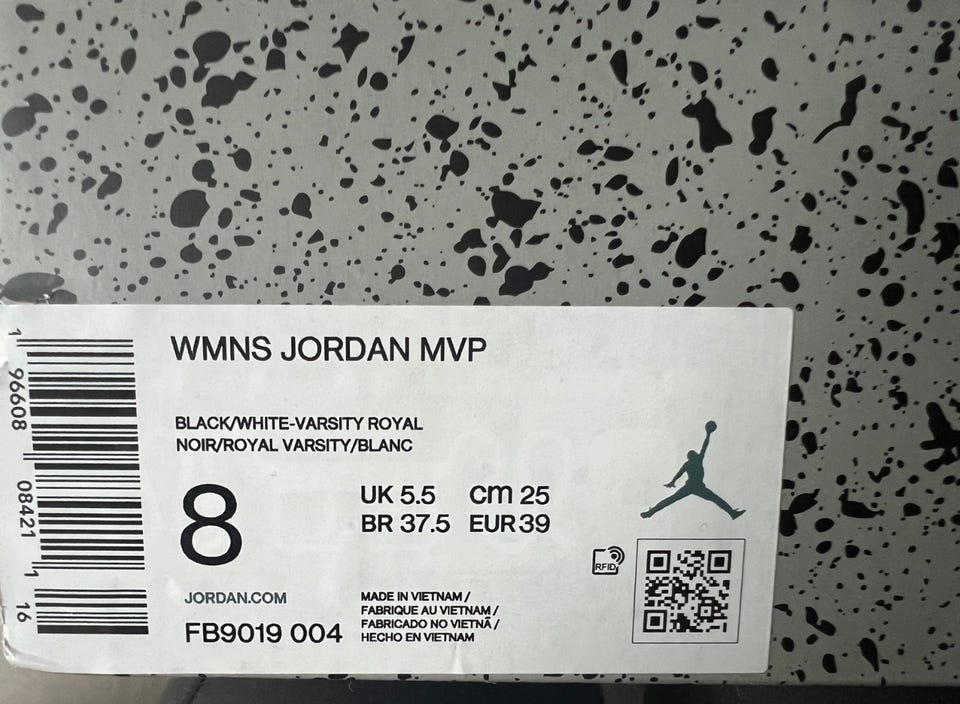 WMNS JORDAN MVP
BLACK/WHITE-VARSITY ROYAL
NOIR/ROYAL VARSITY/BLANC
8
UK 5.5 cm 25
BR 37.5 EUR 39
JORDAN.COM
FB9019 004
MADE IN VIETNAM /
FABRIQUE AU VIETNAM /
FABRICADO NO VIETNÃ /
HECHO EN VIETNAM
RFID
1 96608 08421 1 16